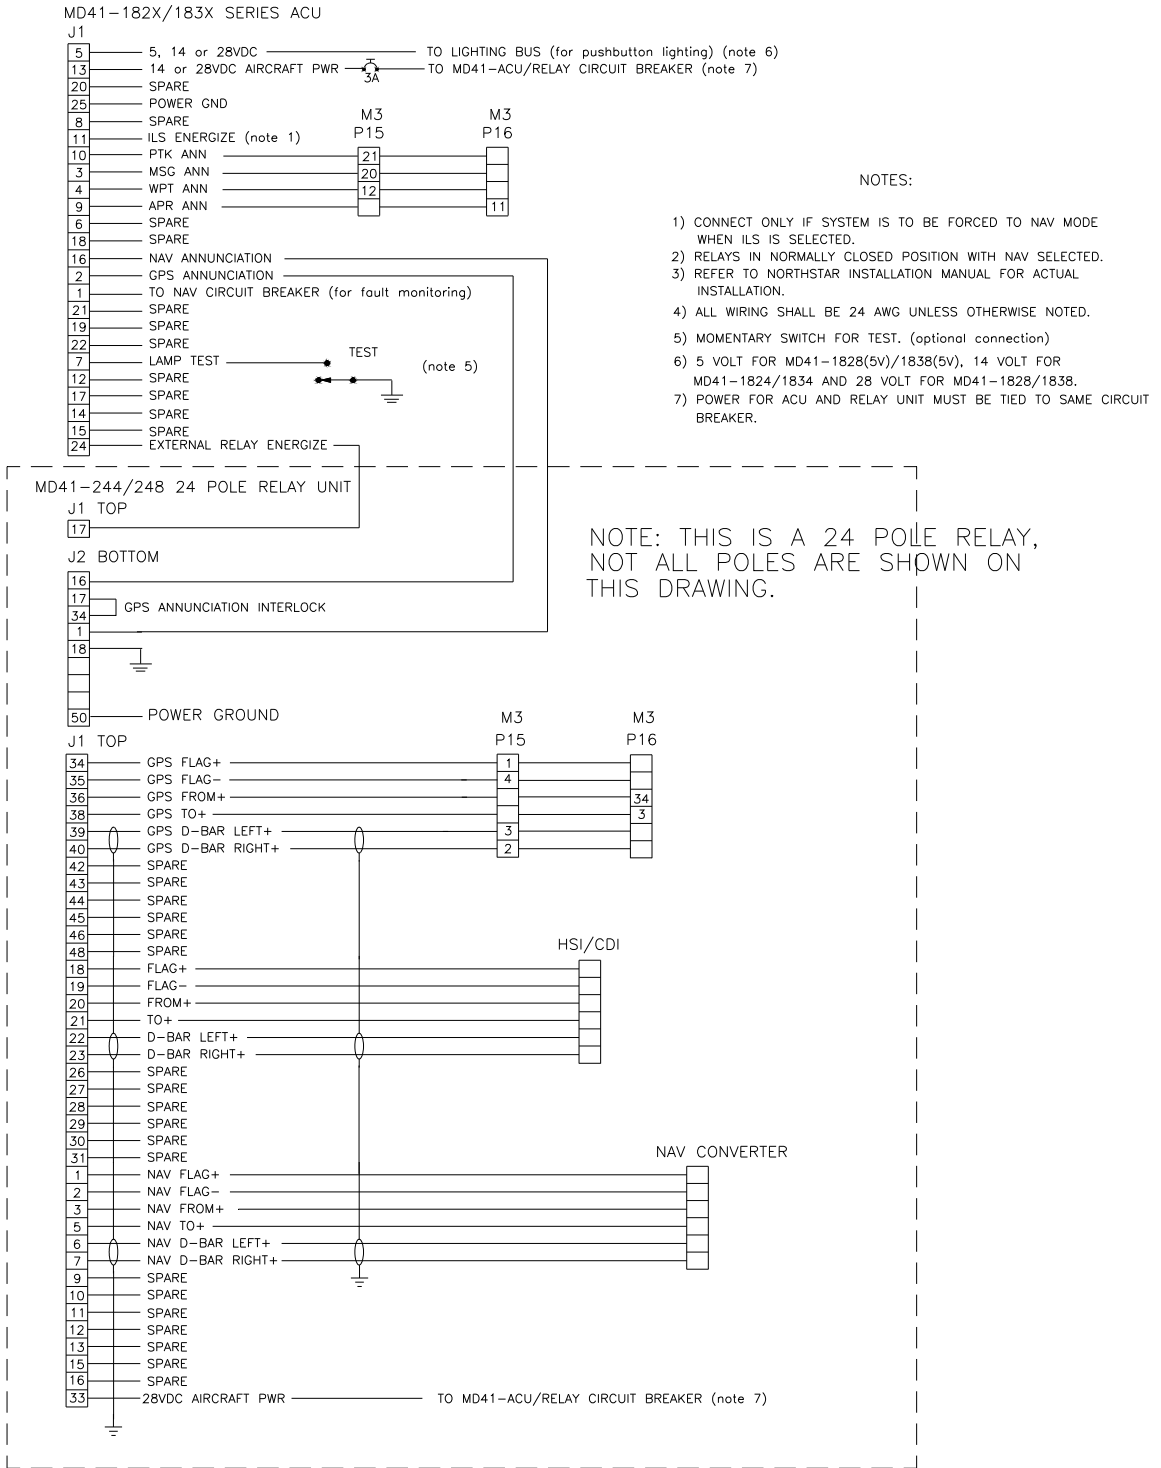 MD41-182X/183X SERIES ACU
J1
5 5, 14 or 28VDC TO LIGHTING BUS (for pushbutton lighting) (note 6)
13 14 or 28VDC AIRCRAFT PWR 3A TO MD41-ACU/RELAY CIRCUIT BREAKER (note 7)
20 SPARE
25 POWER GND
8 SPARE
M3 M3
P15 P16
11 ILS ENERGIZE (note 1)
10 PTK ANN 21
3 MSG ANN 20
4 WPT ANN 12
9 APR ANN 11
6 SPARE
18 SPARE
16 NAV ANNUNCIATION
2 GPS ANNUNCIATION
1 TO NAV CIRCUIT BREAKER (for fault monitoring)
21 SPARE
19 SPARE
22 SPARE
7 LAMP TEST TEST (note 5)
12 SPARE
17 SPARE
14 SPARE
15 SPARE
24 EXTERNAL RELAY ENERGIZE
NOTES:
1) CONNECT ONLY IF SYSTEM IS TO BE FORCED TO NAV MODE
WHEN ILS IS SELECTED.
2) RELAYS IN NORMALLY CLOSED POSITION WITH NAV SELECTED.
3) REFER TO NORTHSTAR INSTALLATION MANUAL FOR ACTUAL
INSTALLATION.
4) ALL WIRING SHALL BE 24 AWG UNLESS OTHERWISE NOTED.
5) MOMENTARY SWITCH FOR TEST. (optional connection)
6) 5 VOLT FOR MD41-1828(5V)/1838(5V), 14 VOLT FOR
MD41-1824/1834 AND 28 VOLT FOR MD41-1828/1838.
7) POWER FOR ACU AND RELAY UNIT MUST BE TIED TO SAME CIRCUIT
BREAKER.
MD41-244/248 24 POLE RELAY UNIT
J1 TOP
17
J2 BOTTOM
16
17
34 GPS ANNUNCIATION INTERLOCK
1
18
50 POWER GROUND
NOTE: THIS IS A 24 POLE RELAY,
NOT ALL POLES ARE SHOWN ON
THIS DRAWING.
J1 TOP
M3 M3
P15 P16
34 GPS FLAG+ 1
35 GPS FLAG- 4
36 GPS FROM+ 34
38 GPS TO+ 3
39 GPS D-BAR LEFT+ 3
40 GPS D-BAR RIGHT+ 2
42 SPARE
43 SPARE
44 SPARE
45 SPARE
46 SPARE
48 SPARE
HSI/CDI
18 FLAG+
19 FLAG-
20 FROM+
21 TO+
22 D-BAR LEFT+
23 D-BAR RIGHT+
26 SPARE
27 SPARE
28 SPARE
29 SPARE
30 SPARE
31 SPARE
NAV CONVERTER
1 NAV FLAG+
2 NAV FLAG-
3 NAV FROM+
5 NAV TO+
6 NAV D-BAR LEFT+
7 NAV D-BAR RIGHT+
9 SPARE
10 SPARE
11 SPARE
12 SPARE
13 SPARE
15 SPARE
16 SPARE
33 28VDC AIRCRAFT PWR TO MD41-ACU/RELAY CIRCUIT BREAKER (note 7)